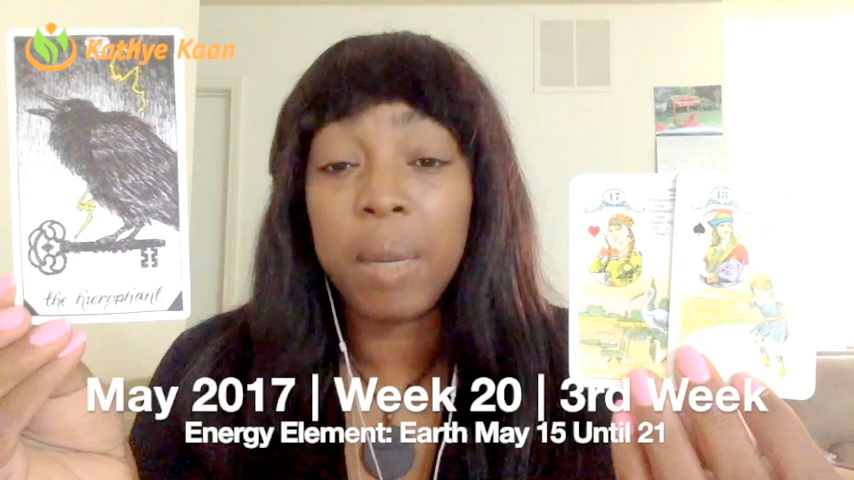 Kathye Kaan
the hierophant
17
13
May 2017 | Week 20 | 3rd Week
Energy Element: Earth May 15 Until 21